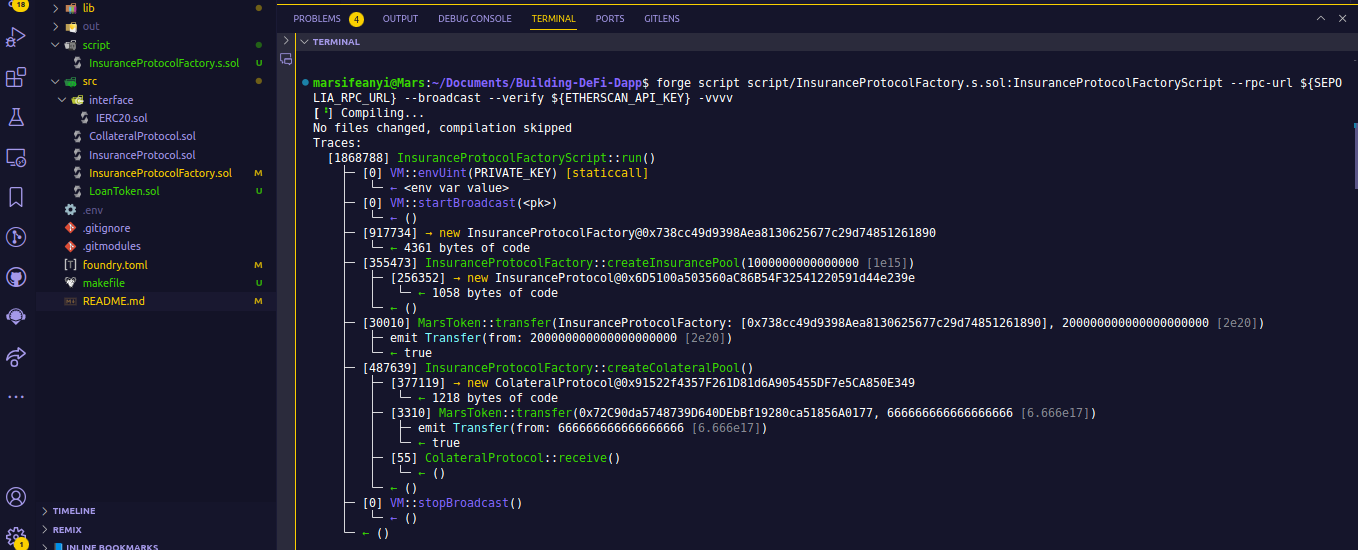 18
lib
out
script
InsuranceProtocolFactory.s.sol U
src
interface
IERC20.sol
CollateralProtocol.sol
InsuranceProtocol.sol
InsuranceProtocolFactory.sol M
LoanToken.sol U
.env
.gitignore
.gitmodules
foundry.toml M
makefile U
README.md M
TIMELINE
REMIX
INLINE BOOKMARKS
1
PROBLEMS 4 OUTPUT DEBUG CONSOLE TERMINAL PORTS GITLENS
TERMINAL
marsifeanyi@Mars:~/Documents/Building-DeFi-Dapp$ forge script script/InsuranceProtocolFactory.s.sol:InsuranceProtocolFactoryScript --rpc-url ${SEPO
LIA_RPC_URL} --broadcast --verify ${ETHERSCAN_API_KEY} -vvvv
[⠃] Compiling...
No files changed, compilation skipped
Traces:
[1868788] InsuranceProtocolFactoryScript::run()
├─ [0] VM::envUint(PRIVATE_KEY) [staticcall]
│ └─ ← <env var value>
├─ [0] VM::startBroadcast(<pk>)
│ └─ ← ()
├─ [917734] → new InsuranceProtocolFactory@0x738cc49d9398Aea8130625677c29d74851261890
│ └─ ← 4361 bytes of code
├─ [355473] InsuranceProtocolFactory::createInsurancePool(1000000000000000 [1e15])
│ ├─ [256352] → new InsuranceProtocol@0x6D5100a503560aC86B54F32541220591d44e239e
│ │ └─ ← 1058 bytes of code
│ └─ ← ()
├─ [30010] MarsToken::transfer(InsuranceProtocolFactory: [0x738cc49d9398Aea8130625677c29d74851261890], 200000000000000000000 [2e20])
│ ├─ emit Transfer(from: 200000000000000000000 [2e20])
│ └─ ← true
├─ [487639] InsuranceProtocolFactory::createColateralPool()
│ ├─ [377119] → new ColateralProtocol@0x91522f4357F261D81d6A905455DF7e5CA850E349
│ │ └─ ← 1218 bytes of code
│ ├─ [3310] MarsToken::transfer(0x72C90da5748739D640DEbBf19280ca51856A0177, 666666666666666666 [6.666e17])
│ │ ├─ emit Transfer(from: 666666666666666666 [6.666e17])
│ │ └─ ← true
│ ├─ [55] ColateralProtocol::receive()
│ │ └─ ← ()
│ └─ ← ()
├─ [0] VM::stopBroadcast()
│ └─ ← ()
└─ ← ()